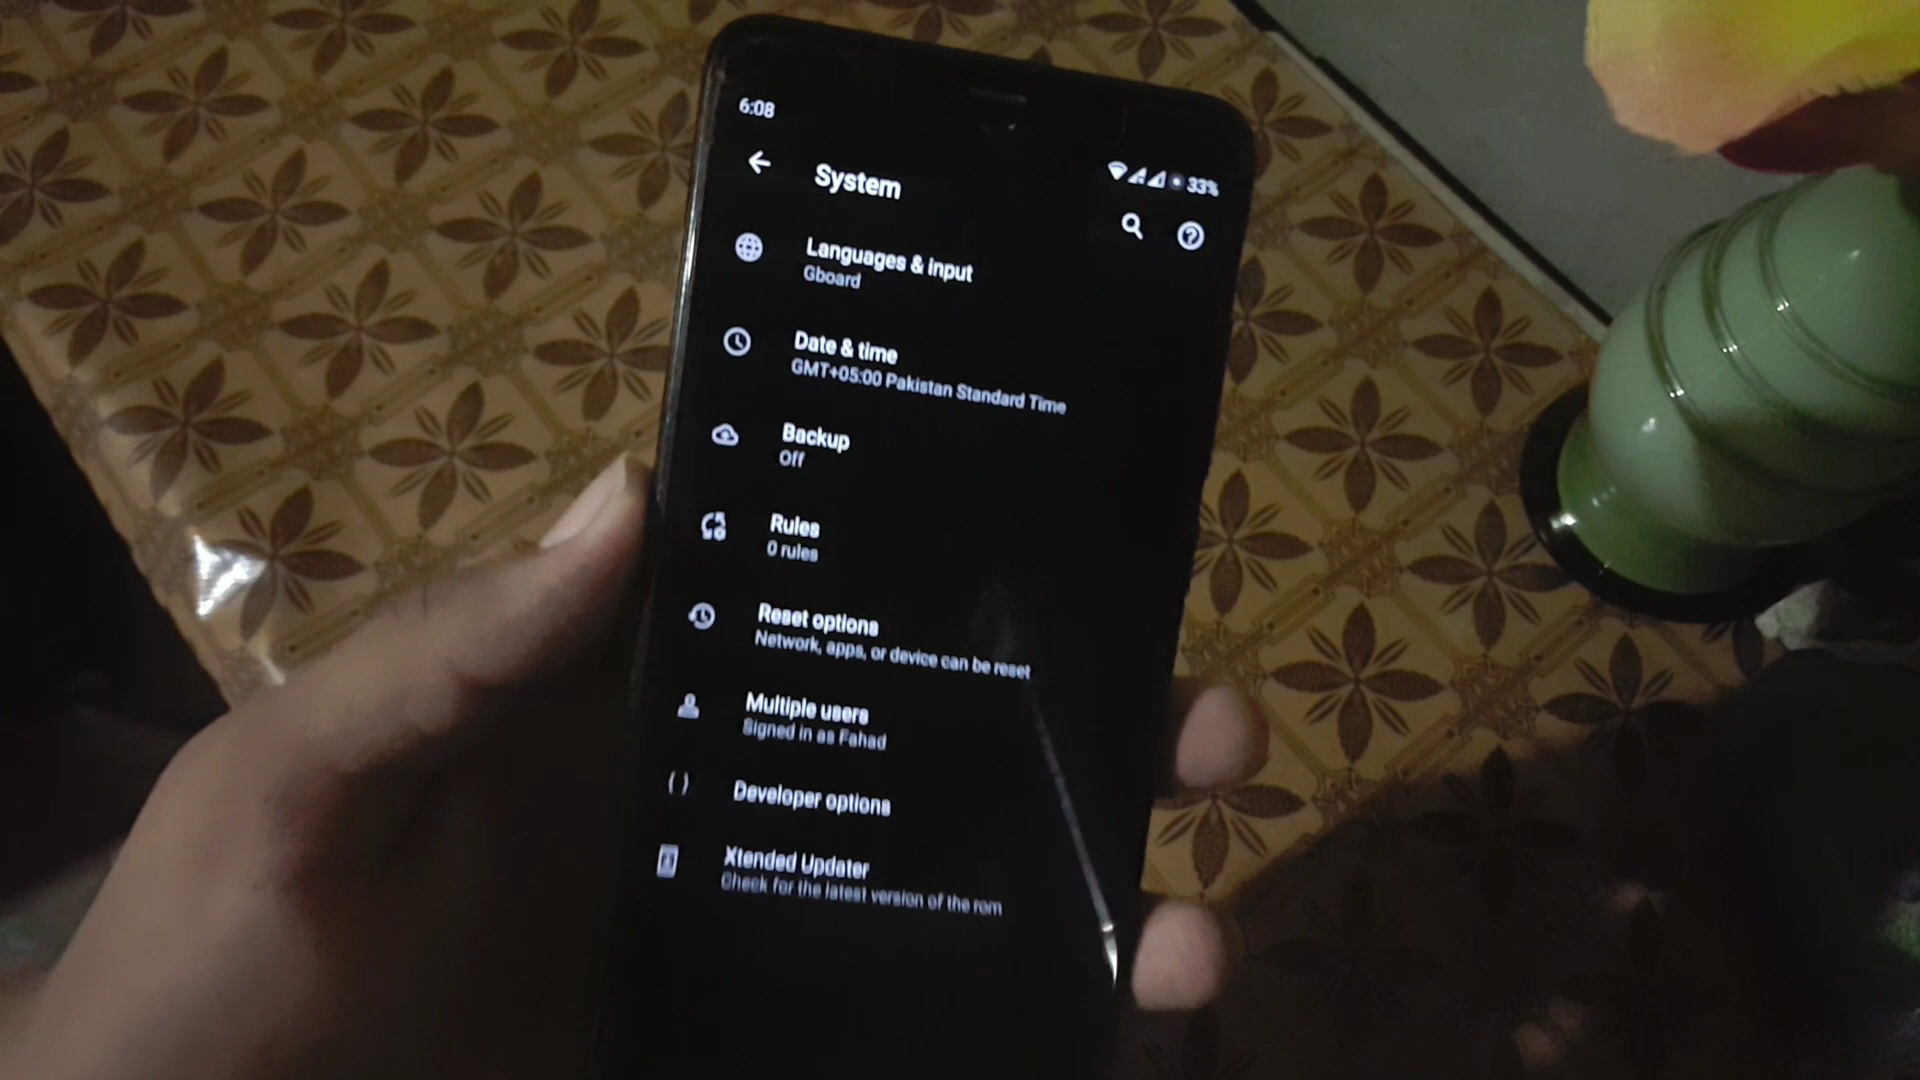 6:08
33%
System
Languages & input
Gboard
Date & time
GMT+05:00 Pakistan Standard Time
Backup
Off
Rules
0 rules
Reset options
Network, apps, or device can be reset
Multiple users
Signed in as Fahad
Developer options
Xtended Updater
Check for the latest version of the rom